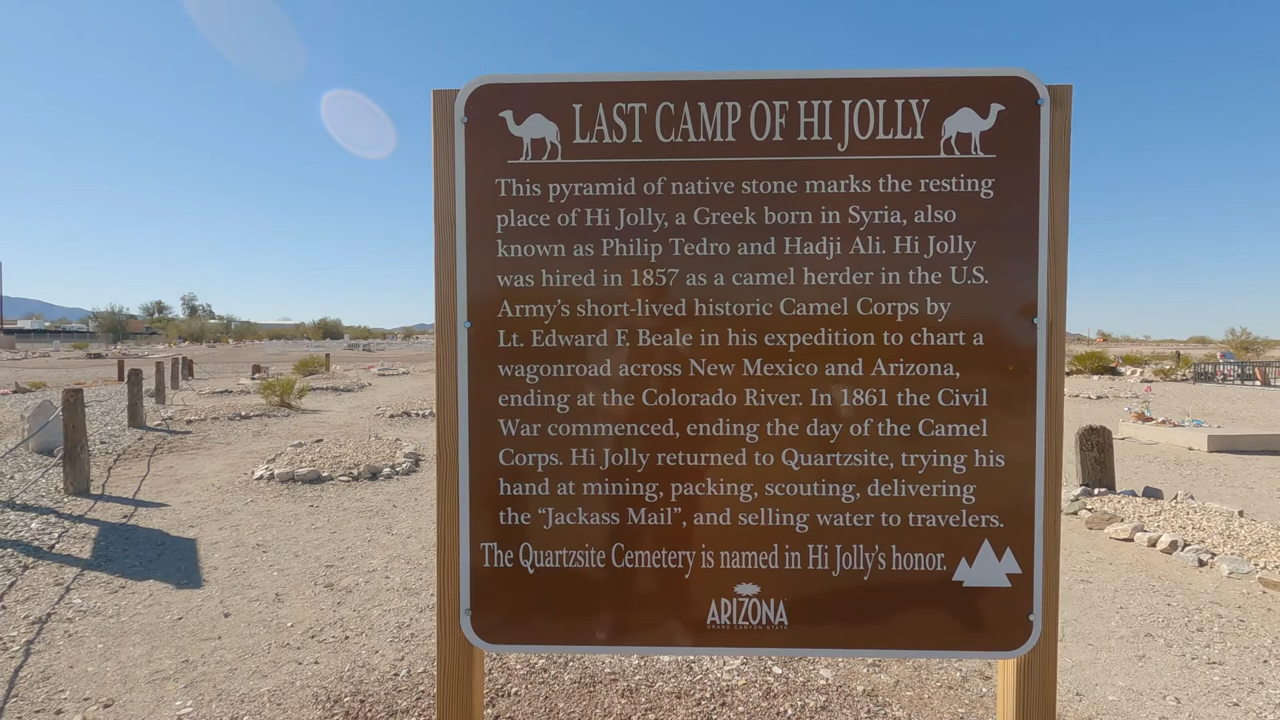 LAST CAMP OF HI JOLLY
This pyramid of native stone marks the resting
place of Hi Jolly, a Greek born in Syria, also
known as Philip Tedro and Hadji Ali. Hi Jolly
was hired in 1857 as a camel herder in the U.S.
Army's short-lived historic Camel Corps by
Lt. Edward F. Beale in his expedition to chart a
wagonroad across New Mexico and Arizona,
ending at the Colorado River. In 1861 the Civil
War commenced, ending the day of the Camel
Corps. Hi Jolly returned to Quartzsite, trying his
hand at mining, packing, scouting, delivering
the “Jackass Mail”, and selling water to travelers.
The Quartzsite Cemetery is named in Hi Jolly's honor.
ARIZONA
GRAND CANYON STATE